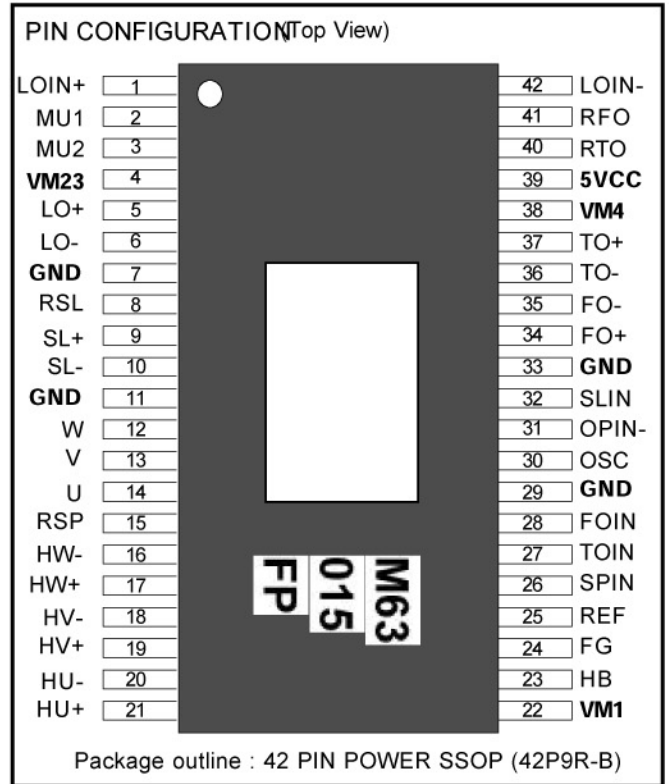 PIN CONFIGURATION(Top View)
LOIN+ 1 42 LOIN-
MU1 2 41 RFO
MU2 3 40 RTO
VM23 4 39 5VCC
LO+ 5 38 VM4
LO- 6 37 TO+
GND 7 36 TO-
RSL 8 35 FO-
SL+ 9 34 FO+
SL- 10 33 GND
GND 11 32 SLIN
W 12 31 OPIN-
V 13 30 OSC
U 14 29 GND
RSP 15 28 FOIN
HW- 16 27 TOIN
HW+ 17 26 SPIN
HV- 18 25 REF
HV+ 19 24 FG
HU- 20 23 HB
HU+ 21 22 VM1
M63
015
FP
Package outline : 42 PIN POWER SSOP (42P9R-B)